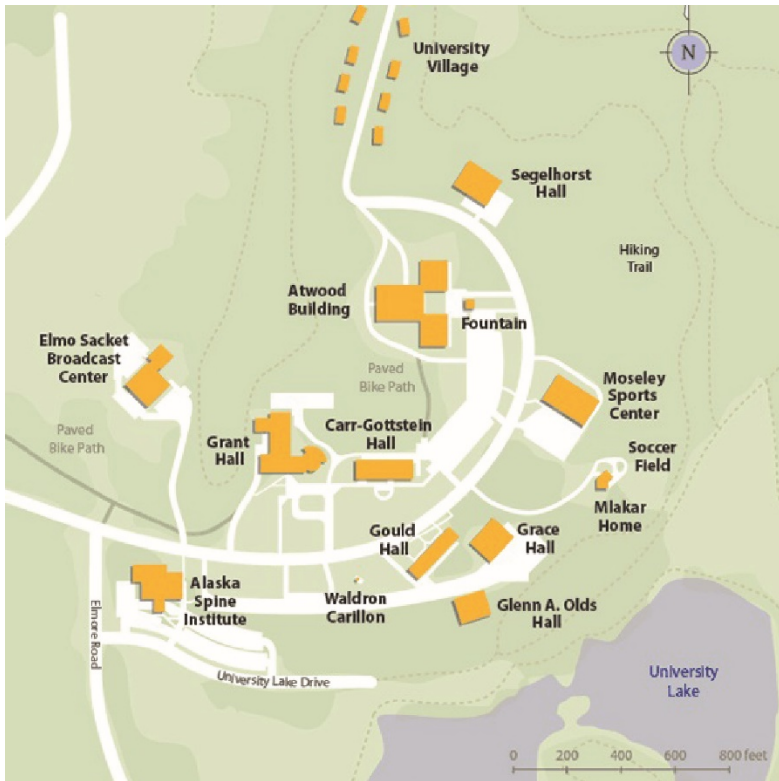 University
Village
N
Segelhorst
Hall
Hiking
Trail
Atwood
Building
Fountain
Elmo Sacket
Broadcast
Center
Paved
Bike Path
Moseley
Sports
Center
Paved
Bike Path
Grant
Hall
Carr-Gottstein
Hall
Soccer
Field
Mlakar
Home
Gould
Hall
Grace
Hall
Alaska
Spine
Institute
Waldron
Carillon
Glenn A. Olds
Hall
Elmore Road
University Lake Drive
University
Lake
0 200 400 600 800 feet